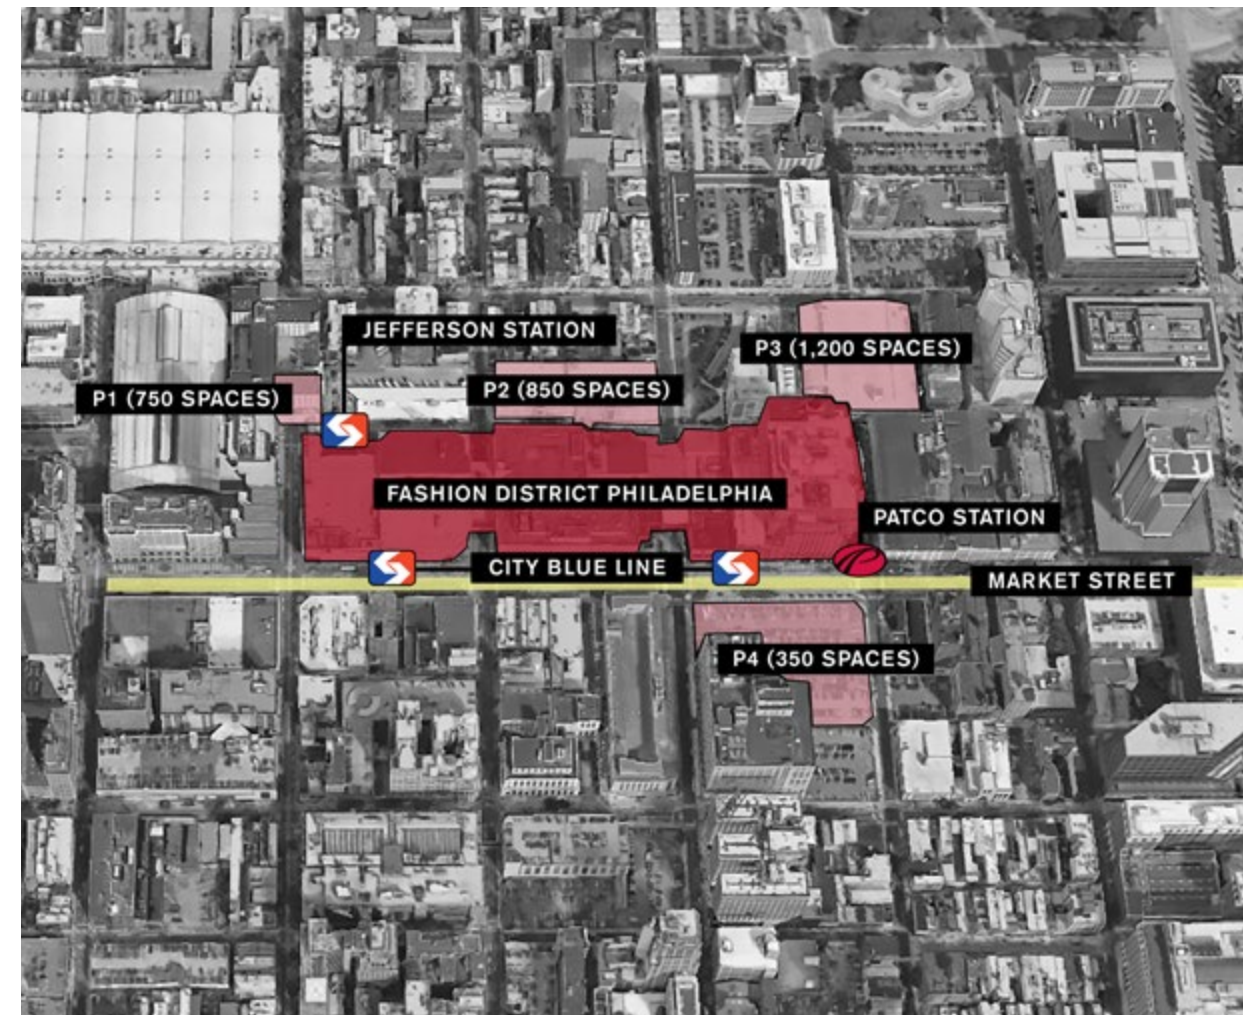 JEFFERSON STATION
P3 (1,200 SPACES)
P1 (750 SPACES)
P2 (850 SPACES)
FASHION DISTRICT PHILADELPHIA
PATCO STATION
CITY BLUE LINE
MARKET STREET
P4 (350 SPACES)